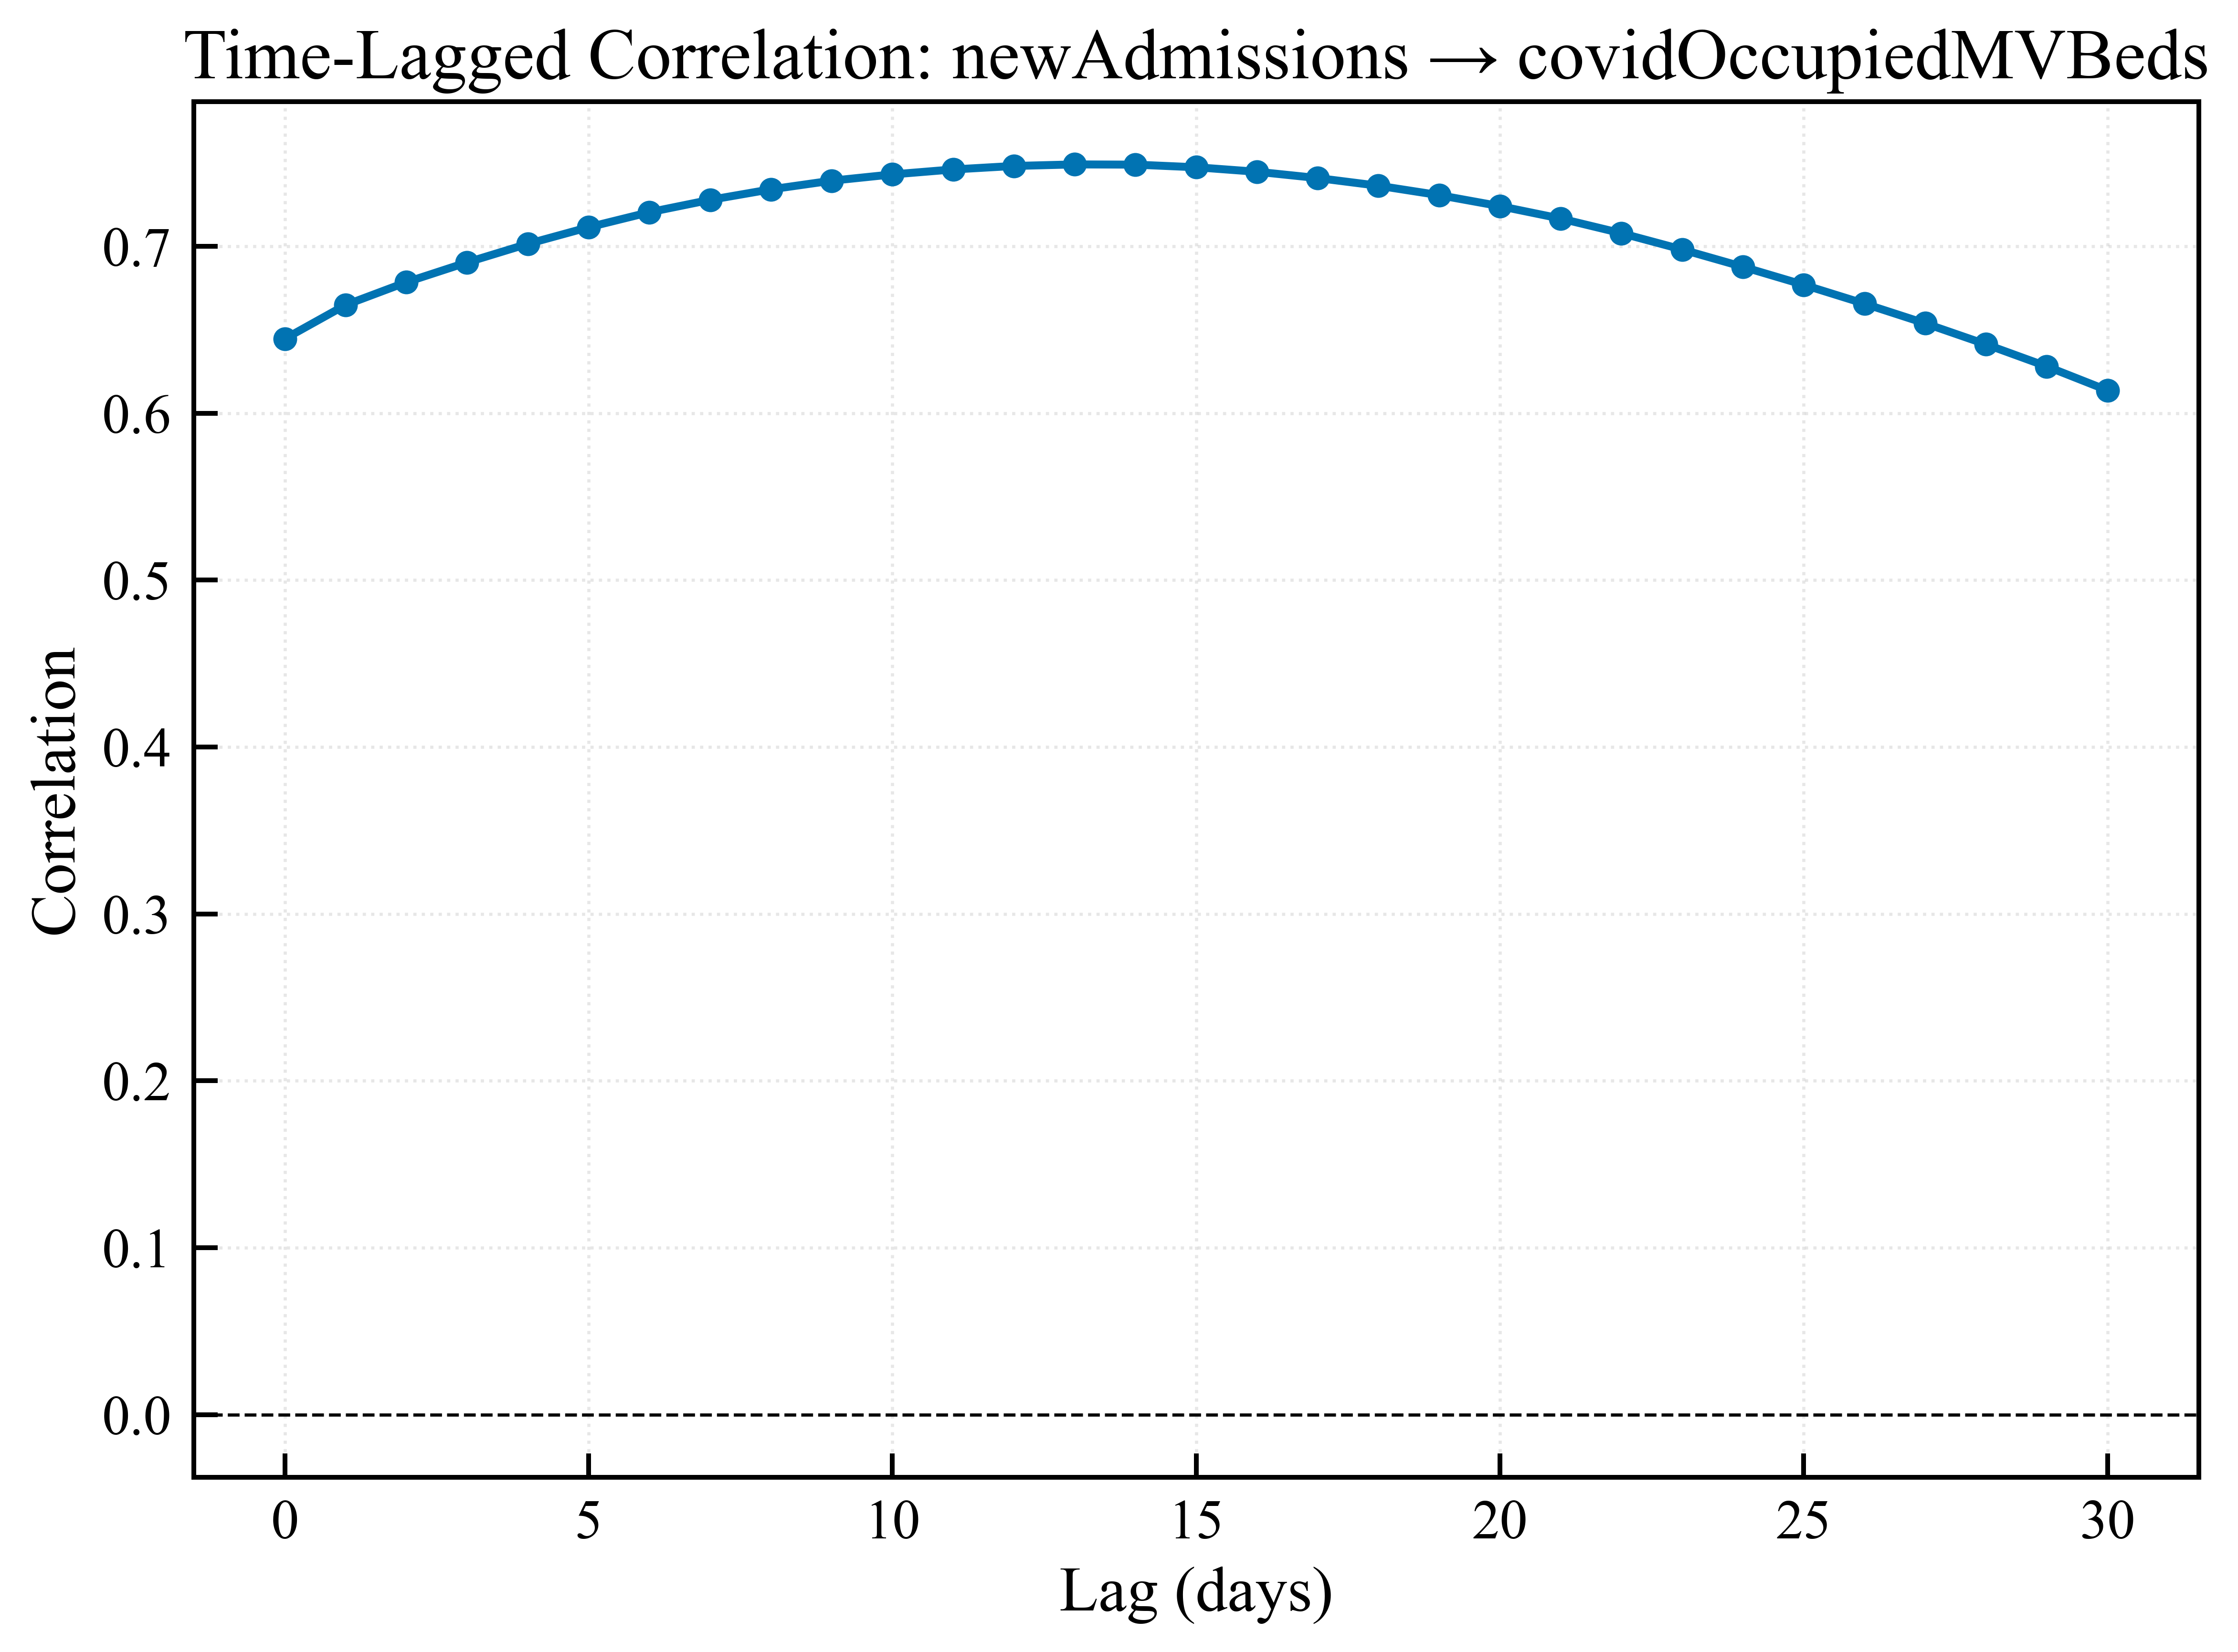 Time-Lagged Correlation: newAdmissions → covidOccupiedMVBeds
Correlation
0.7
0.6
0.5
0.4
0.3
0.2
0.1
0.0
0 5 10 15 20 25 30
Lag (days)